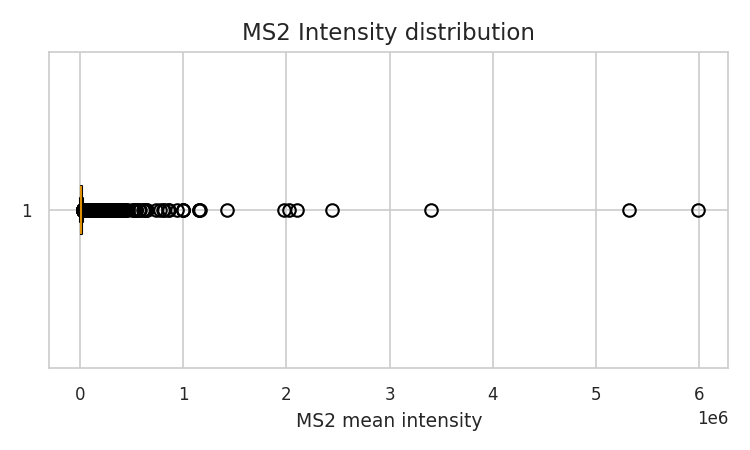 MS2 Intensity distribution
1
0 1 2 3 4 5 6
1e6
MS2 mean intensity